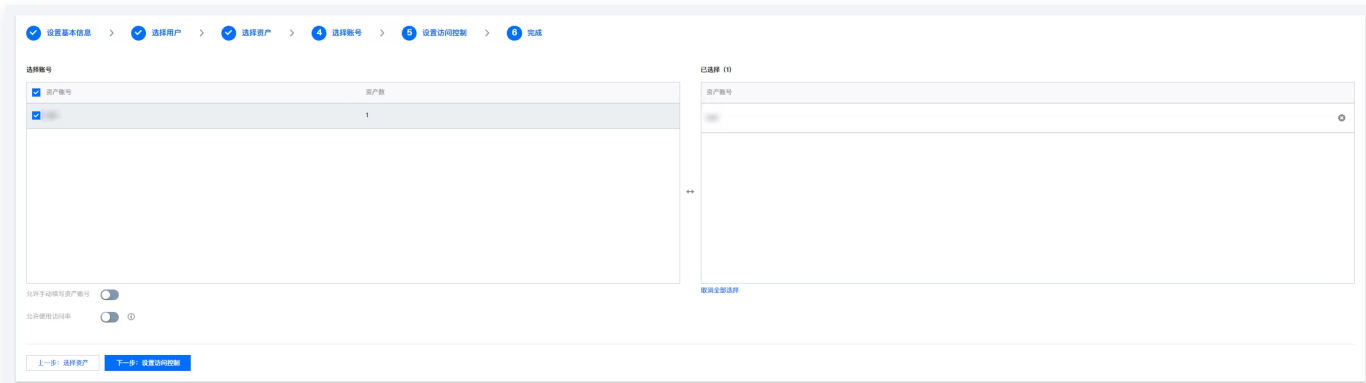 设置基本信息 > 选择用户 > 选择资产 > 4 选择账号 > 5 设置访问控制 > 6 完成
选择账号
资产账号 资产数
1
允许手动填写资产账号
允许使用访问串
上一步：选择资产 下一步：设置访问控制
已选择 (1)
资产账号
取消全部选择